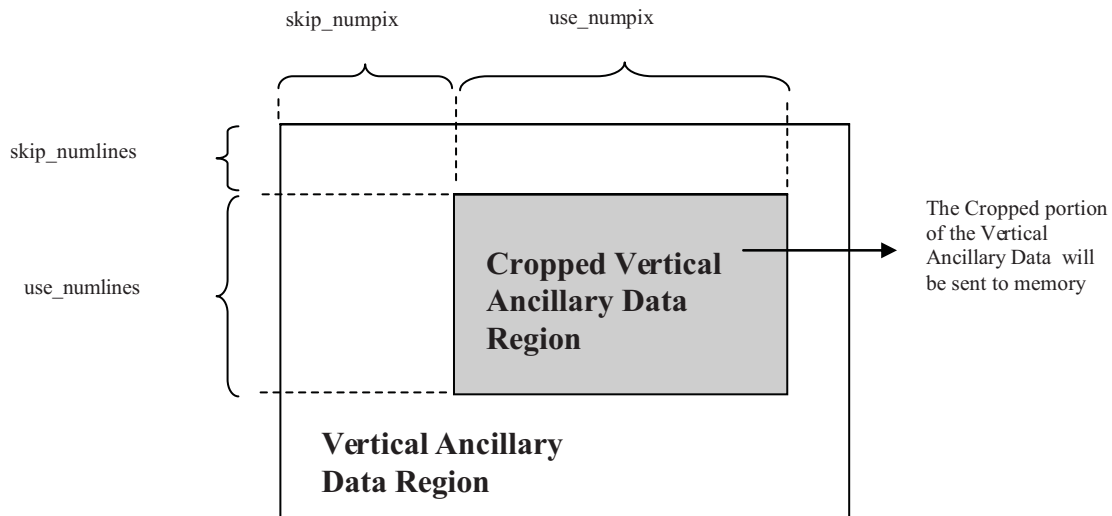 skip_numpix
use_numpix
skip_numlines
use_numlines
Cropped Vertical
Ancillary Data
Region
The Cropped portion
of the Vertical
Ancillary Data will
be sent to memory
Vertical Ancillary
Data Region